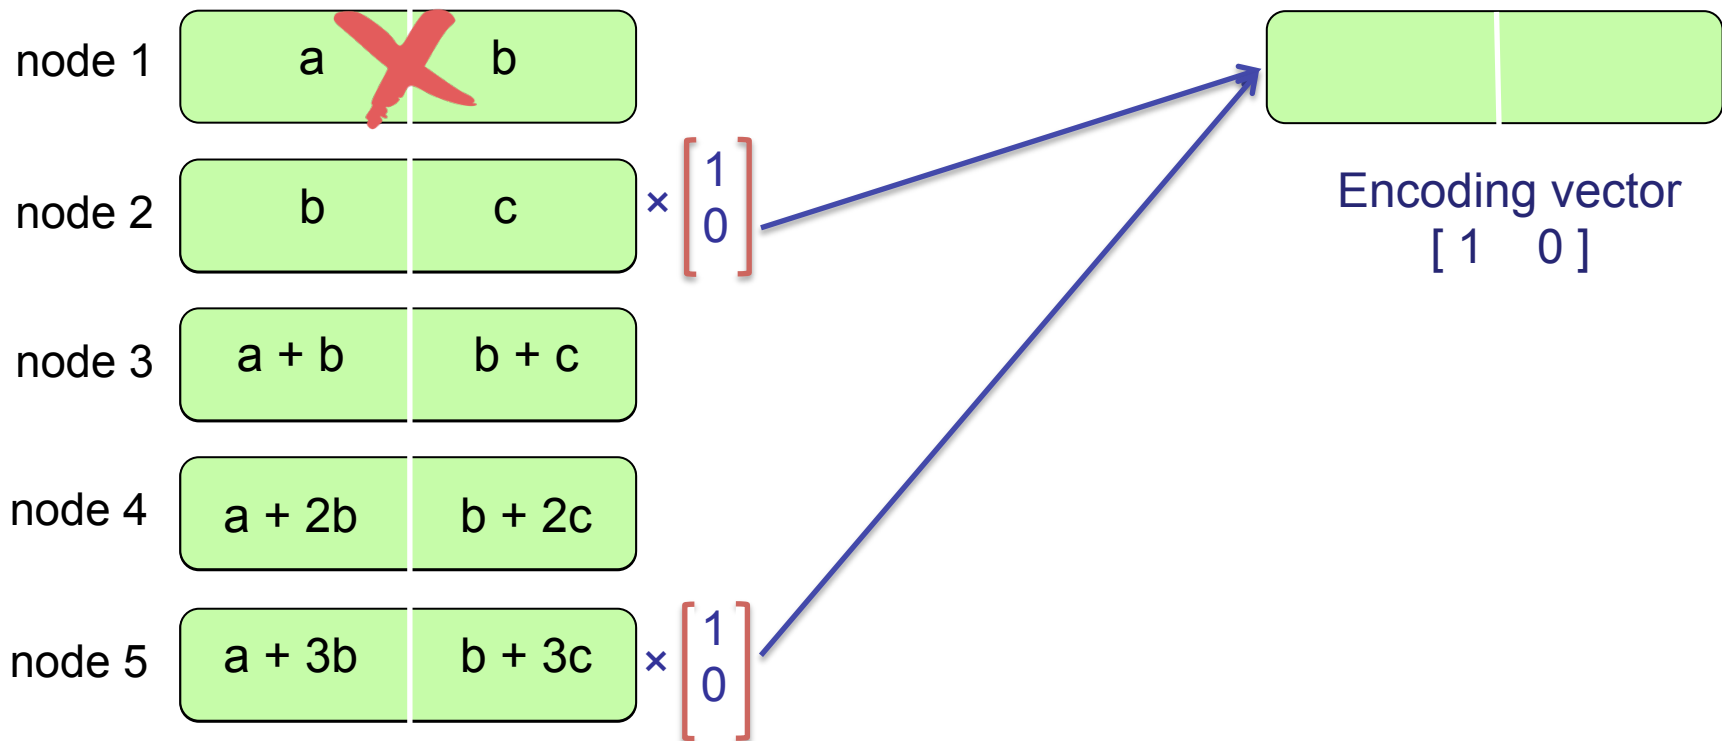 node 1 a b
node 2 b c × [ 1 0 ]
node 3 a + b b + c
node 4 a + 2b b + 2c
node 5 a + 3b b + 3c × [ 1 0 ]
Encoding vector
[ 1 0 ]